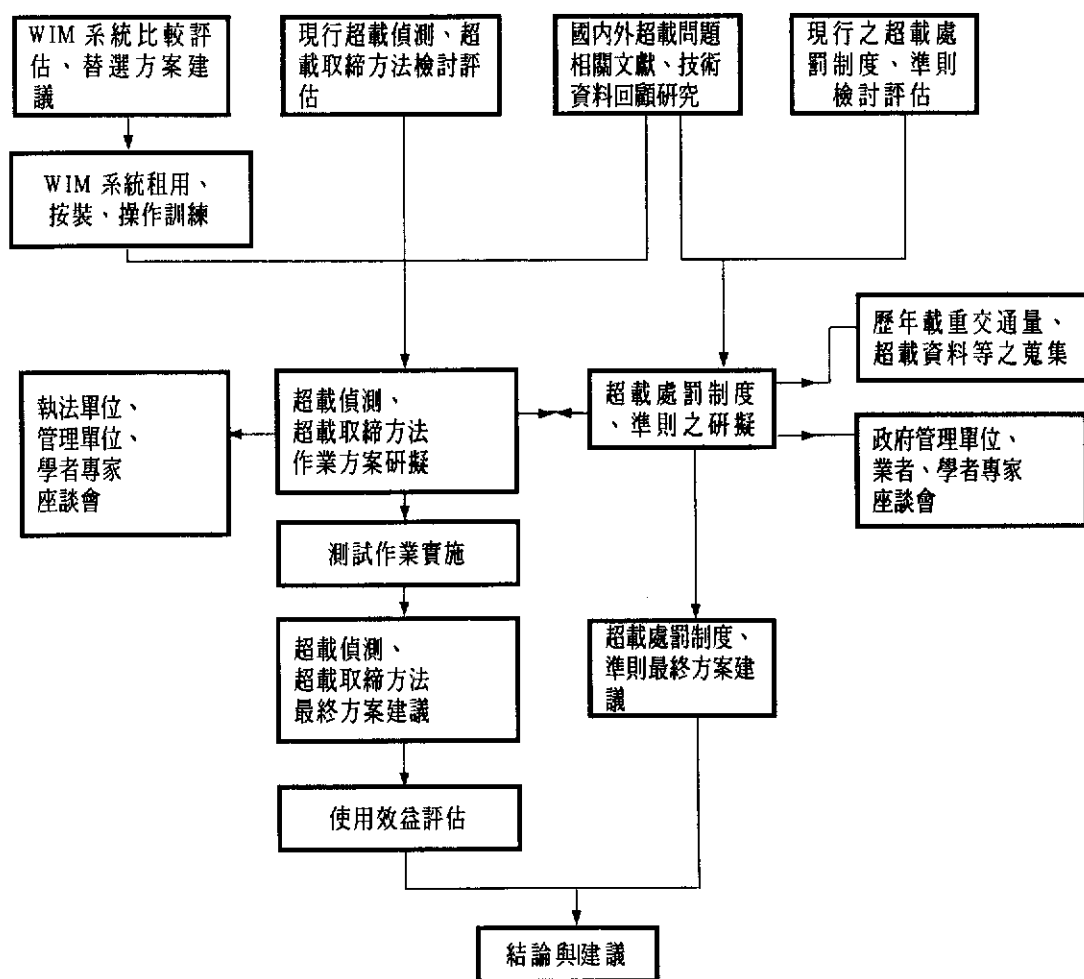 WIM 系統比較評
估、替選方案建
議
現行超載偵測、超
載取締方法檢討評
估
國內外超載問題
相關文獻、技術
資料回顧研究
現行之超載處
罰制度、準則
檢討評估
WIM 系統租用、
按裝、操作訓練
歷年載重交通量、
超載資料等之蒐集
執法單位、
管理單位、
學者專家
座談會
超載偵測、
超載取締方法
作業方案研擬
超載處罰制度
、準則之研擬
政府管理單位、
業者、學者專家
座談會
測試作業實施
超載偵測、
超載取締方法
最終方案建議
超載處罰制度、
準則最終方案建
議
使用效益評估
結論與建議